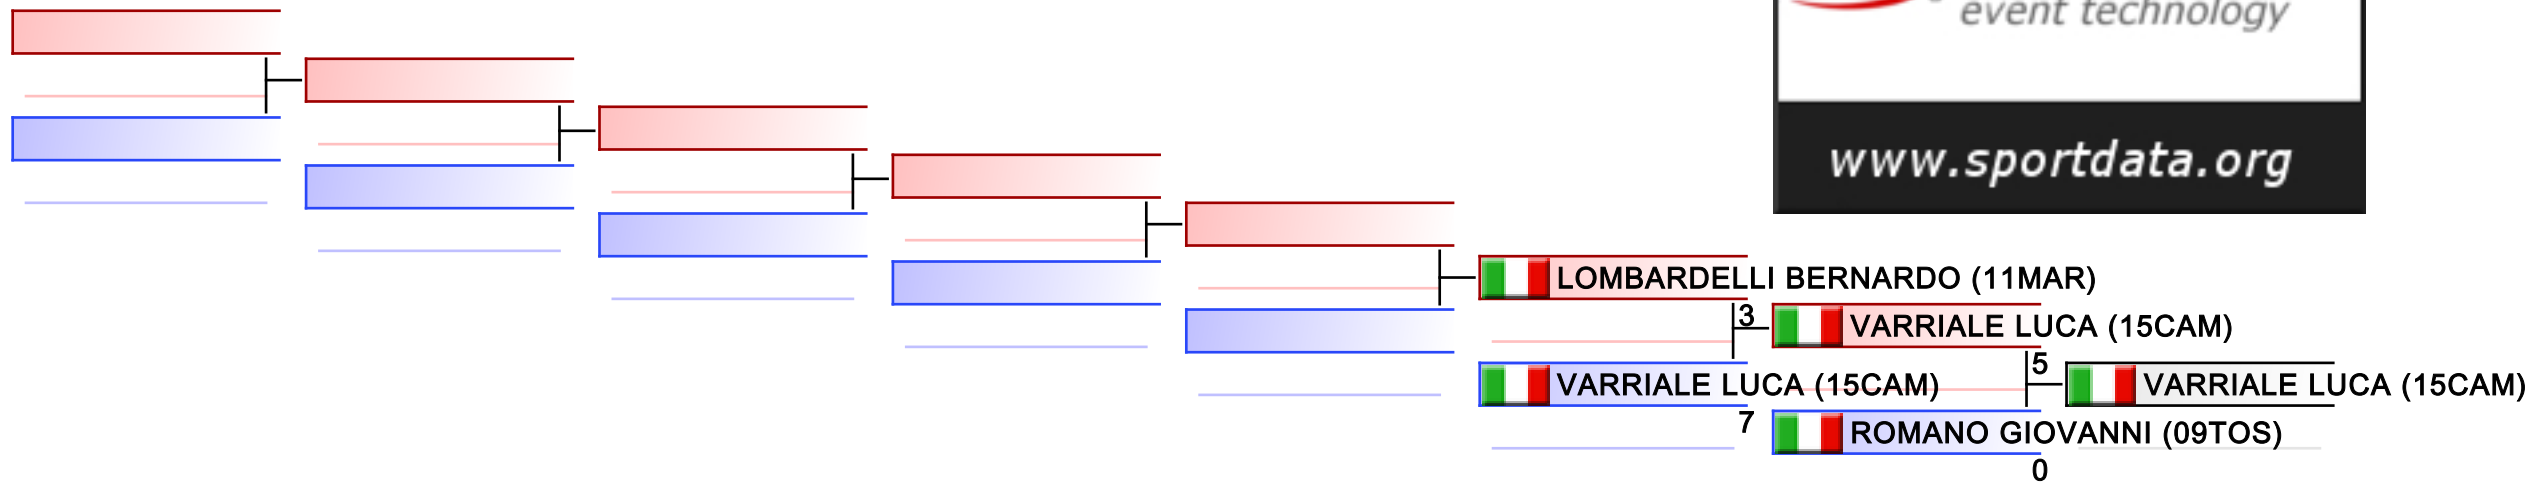 event technology
www.sportdata.org
LOMBARDELLI BERNARDO (11MAR)
3
VARRIALE LUCA (15CAM)
5
VARRIALE LUCA (15CAM)
VARRIALE LUCA (15CAM)
7
ROMANO GIOVANNI (09TOS)
0